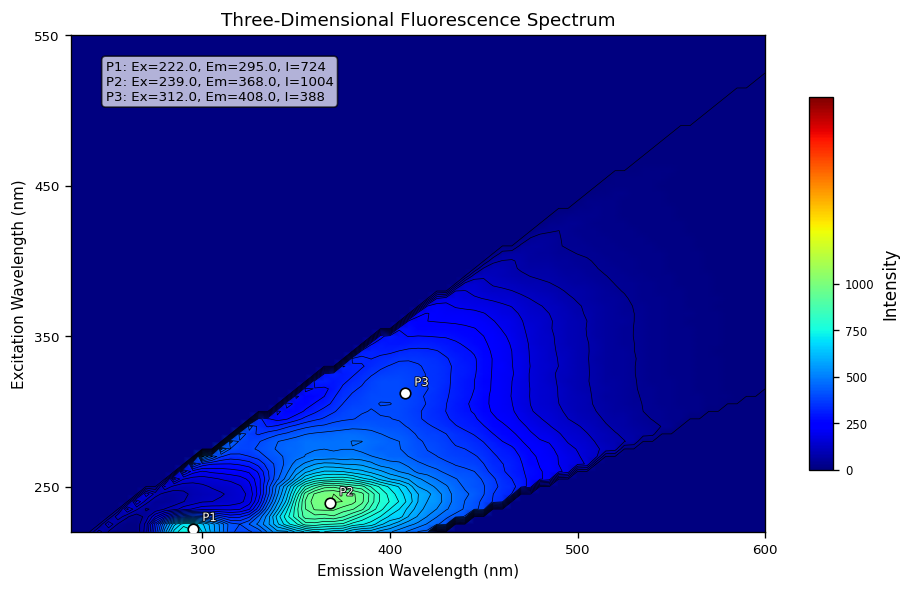 Three-Dimensional Fluorescence Spectrum
P1: Ex=222.0, Em=295.0, I=724
P2: Ex=239.0, Em=368.0, I=1004
P3: Ex=312.0, Em=408.0, I=388
550
450
350
250
Excitation Wavelength (nm)
P3
P2
P1
300
400
500
600
Emission Wavelength (nm)
1000
750
500
250
0
Intensity